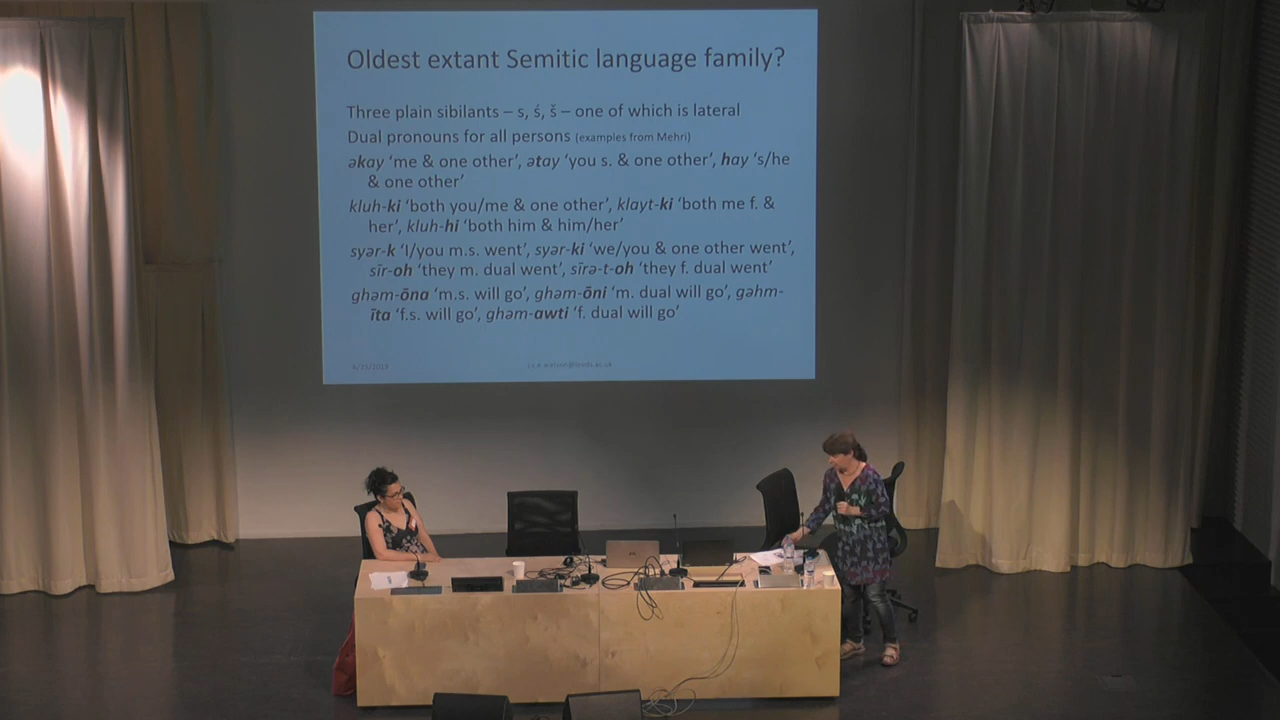 Oldest extant Semitic language family?
Three plain sibilants – s, ś, š – one of which is lateral
Dual pronouns for all persons (examples from Mehri)
əkay ‘me & one other’, ətay ‘you s. & one other’, hay ‘s/he
& one other’
kluh-ki ‘both you/me & one other’, klayt-ki ‘both me f. &
her’, kluh-hi ‘both him & him/her’
syər-k ‘I/you m.s. went’, syər-ki ‘we/you & one other went’,
sīr-oh ‘they m. dual went’, sīrə-t-oh ‘they f. dual went’
ghəm-ōna ‘m.s. will go’, ghəm-ōni ‘m. dual will go’, gəhm-
īta ‘f.s. will go’, ghəm-awti ‘f. dual will go’